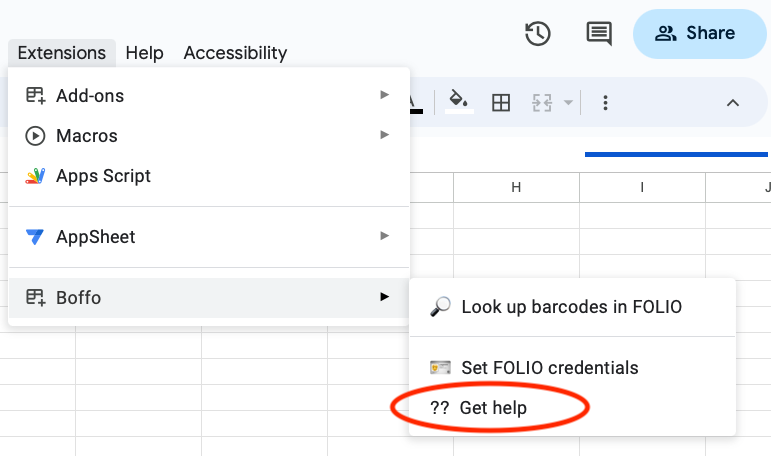 Share
Extensions Help Accessibility
Add-ons
A
Macros
Apps Script
H I J
AppSheet
Boffo
Look up barcodes in FOLIO
Set FOLIO credentials
?? Get help